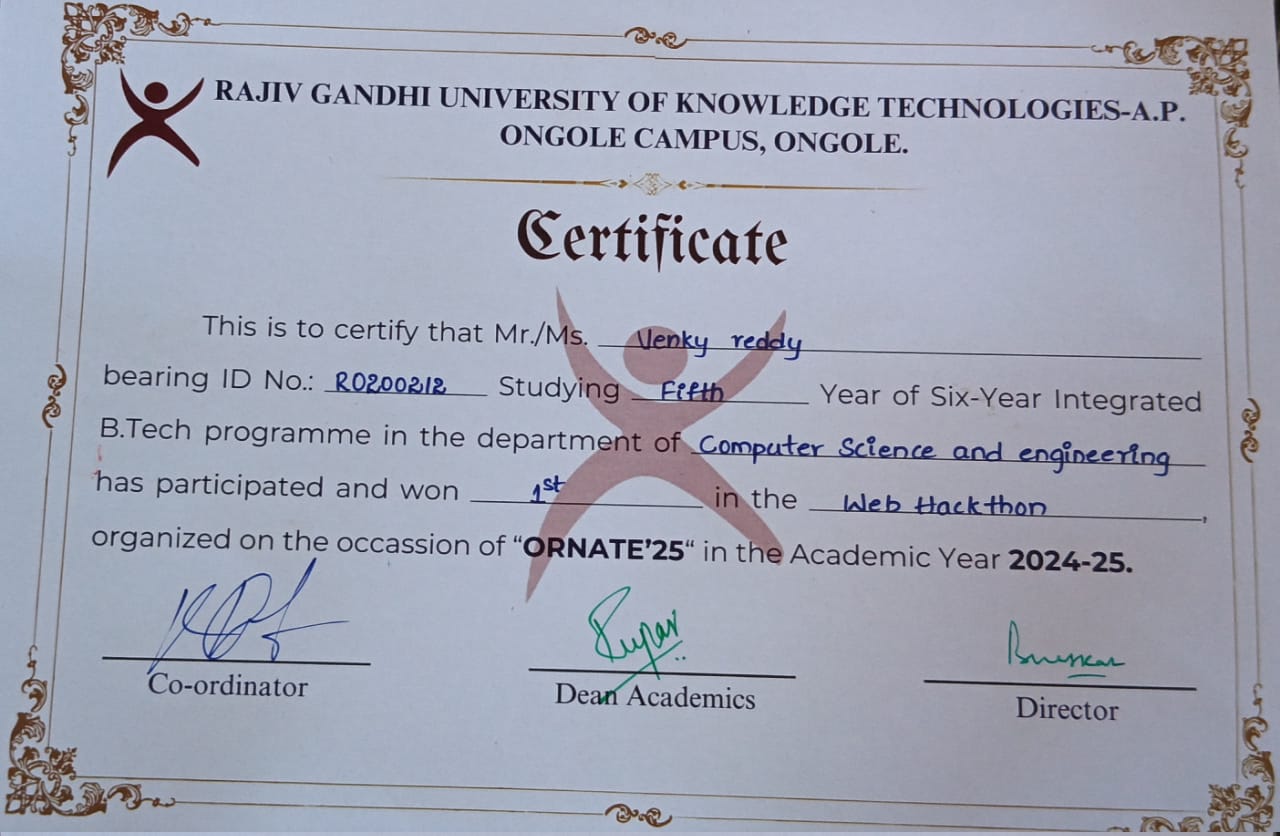 RAJIV GANDHI UNIVERSITY OF KNOWLEDGE TECHNOLOGIES-A.P.
ONGOLE CAMPUS, ONGOLE.
Certificate
This is to certify that Mr./Ms. Venky reddy
bearing ID No.: RO200212 Studying Fifth Year of Six-Year Integrated
B.Tech programme in the department of Computer Science and engineering
has participated and won 1st in the Web Hackthon,
organized on the occassion of “ORNATE’25“ in the Academic Year 2024-25.
Co-ordinator
Dean Academics
Director